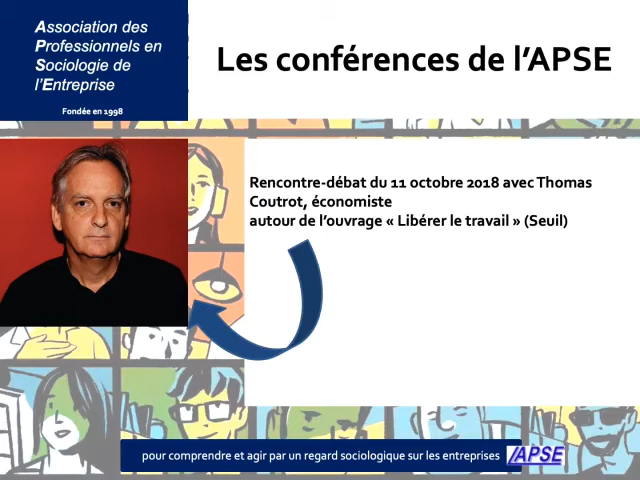 Association des
Professionnels en
Sociologie de
l'Entreprise
Fondée en 1998
Les conférences de l'APSE
Rencontre-débat du 11 octobre 2018 avec Thomas
Coutrot, économiste
autour de l'ouvrage « Libérer le travail » (Seuil)
pour comprendre et agir par un regard sociologique sur les entreprises
APSE